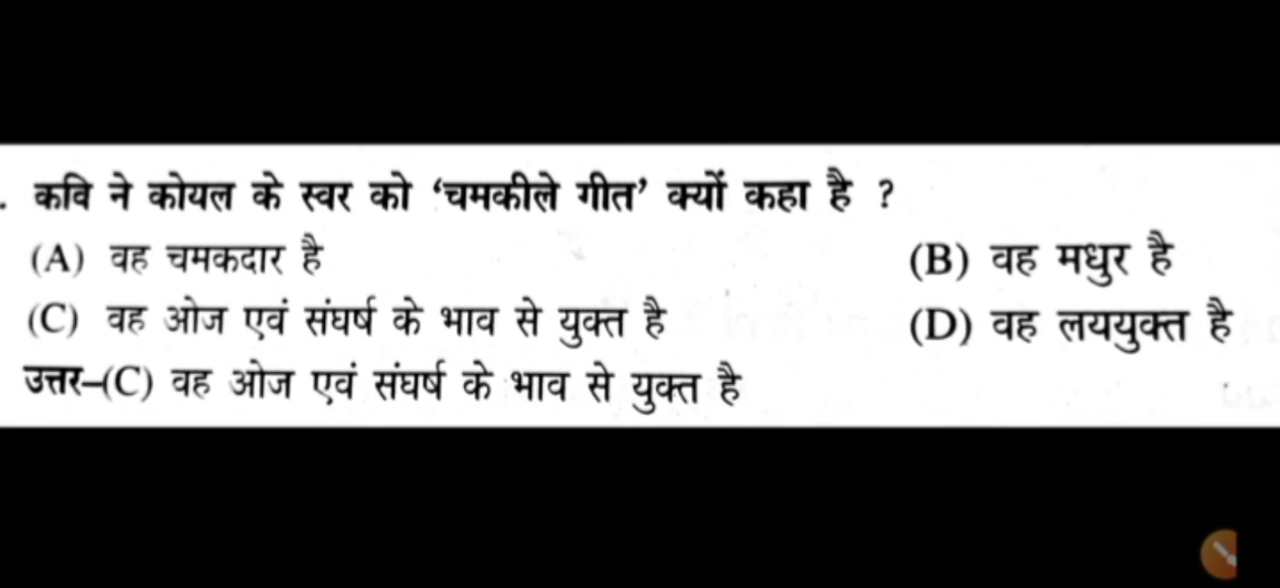 . कवि ने कोयल के स्वर को ‘चमकीले गीत’ क्यों कहा है ?
(A) वह चमकदार है (B) वह मधुर है
(C) वह ओज एवं संघर्ष के भाव से युक्त है (D) वह लययुक्त है
उत्तर–(C) वह ओज एवं संघर्ष के भाव से युक्त है